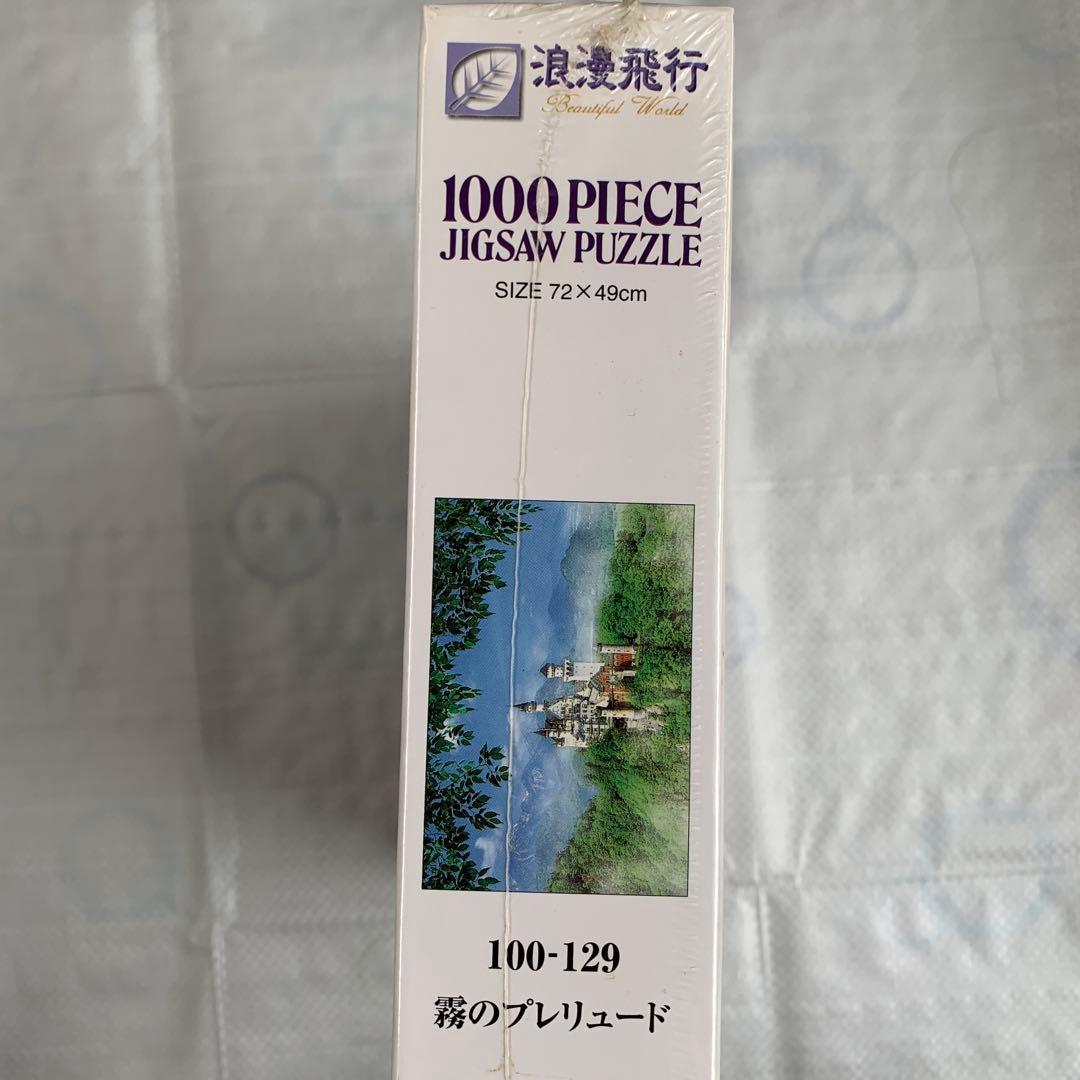 浪漫飛行
Beautiful World
1000 PIECE
JIGSAW PUZZLE
SIZE 72×49cm
100-129
霧のプレリュード